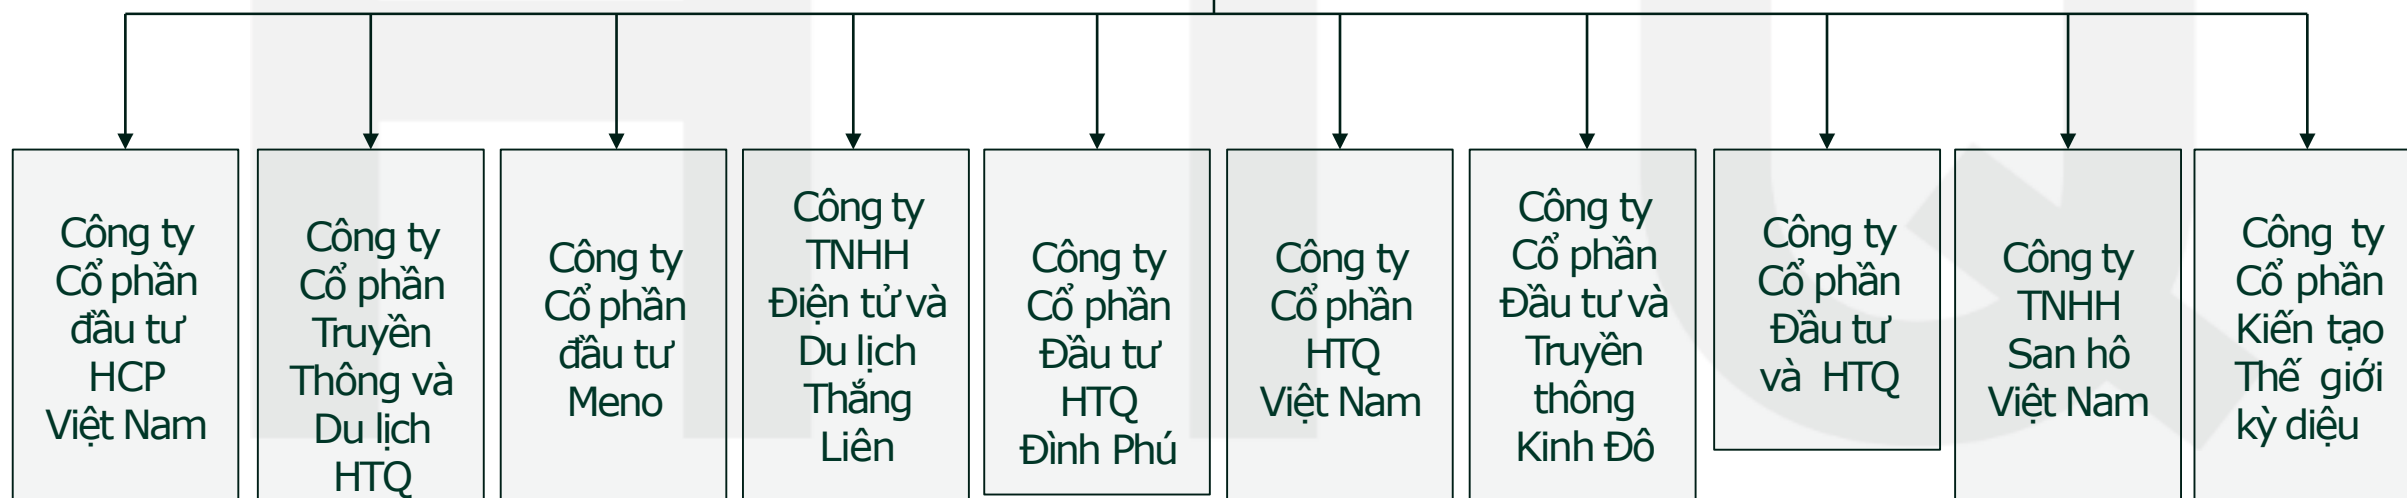 Công ty
Cổ phần
đầu tư
HCP
Việt Nam
Công ty
Cổ phần
Truyền
Thông và
Du lịch
HTQ
Công ty
Cổ phần
đầu tư
Meno
Công ty
TNHH
Điện tử và
Du lịch
Thắng
Liên
Công ty
Cổ phần
Đầu tư
HTQ
Đình Phú
Công ty
Cổ phần
HTQ
Việt Nam
Công ty
Cổ phần
Đầu tư và
Truyền
thông
Kinh Đô
Công ty
Cổ phần
Đầu tư
và HTQ
Công ty
TNHH
San hô
Việt Nam
Công ty
Cổ phần
Kiến tạo
Thế giới
kỳ diệu